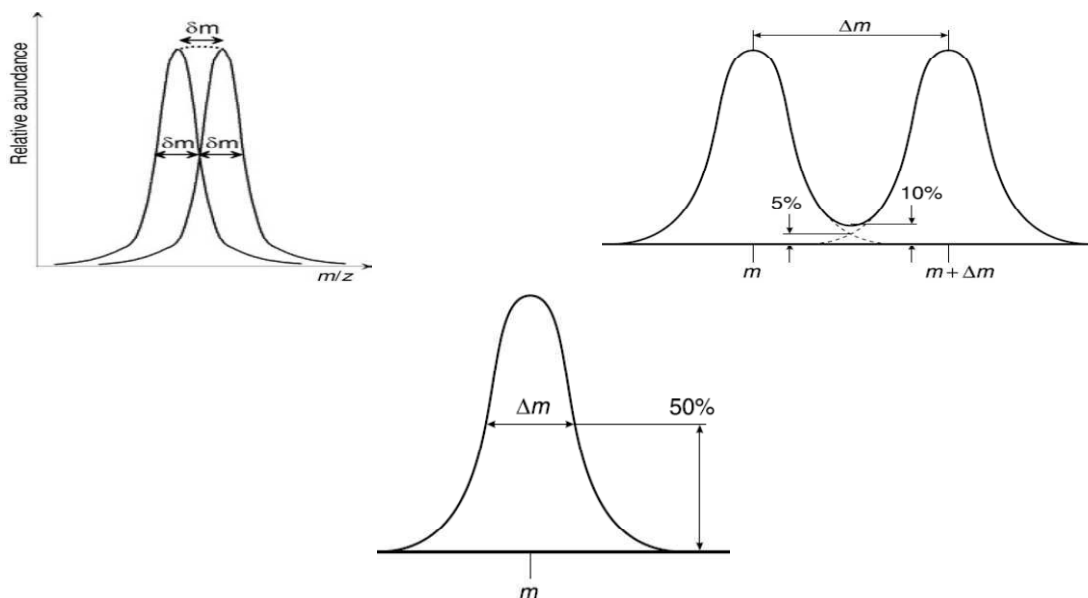 δm
δm δm
Relative abundance
m/z
Δm
5%
10%
m
m + Δm
Δm
50%
m